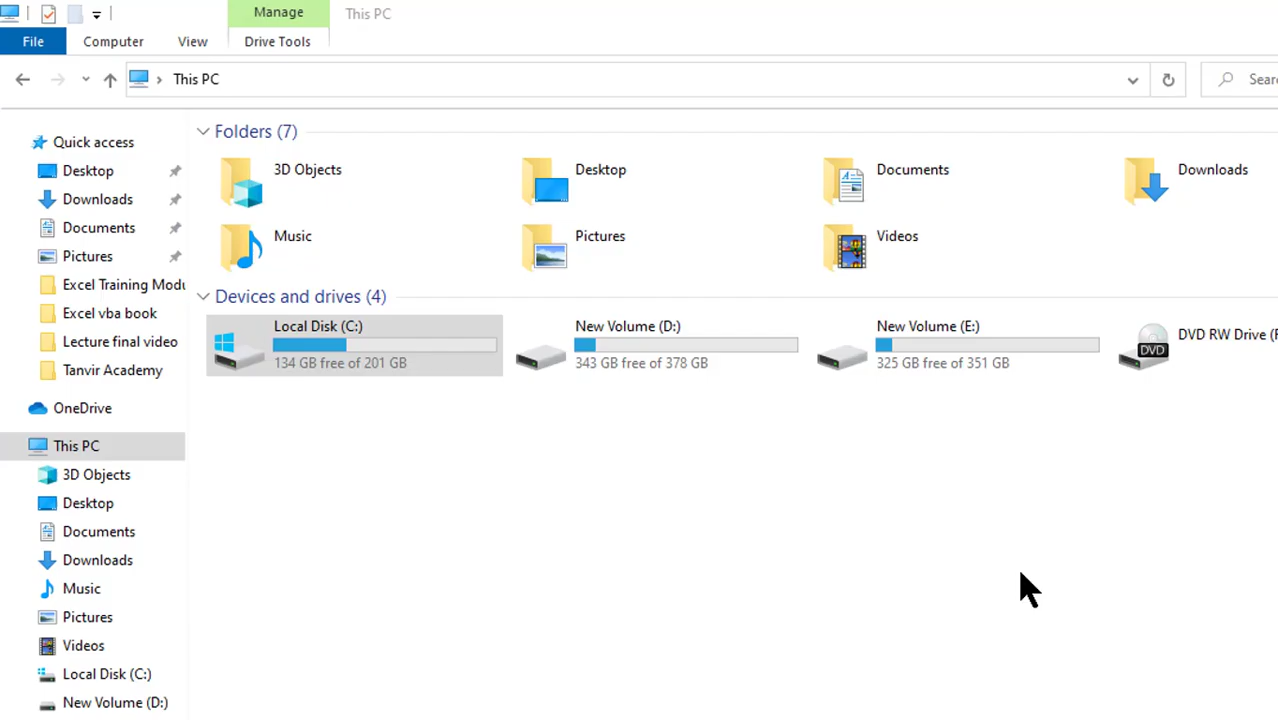 Manage
This PC
File
Computer
View
Drive Tools
This PC
Sear
Quick access
Desktop
Downloads
Documents
Pictures
Excel Training Modu
Excel vba book
Lecture final video
Tanvir Academy
OneDrive
This PC
3D Objects
Desktop
Documents
Downloads
Music
Pictures
Videos
Local Disk (C:)
New Volume (D:)
Folders (7)
3D Objects
Desktop
Documents
Downloads
Music
Pictures
Videos
Devices and drives (4)
Local Disk (C:)
134 GB free of 201 GB
New Volume (D:)
343 GB free of 378 GB
New Volume (E:)
325 GB free of 351 GB
DVD RW Drive (F
DVD